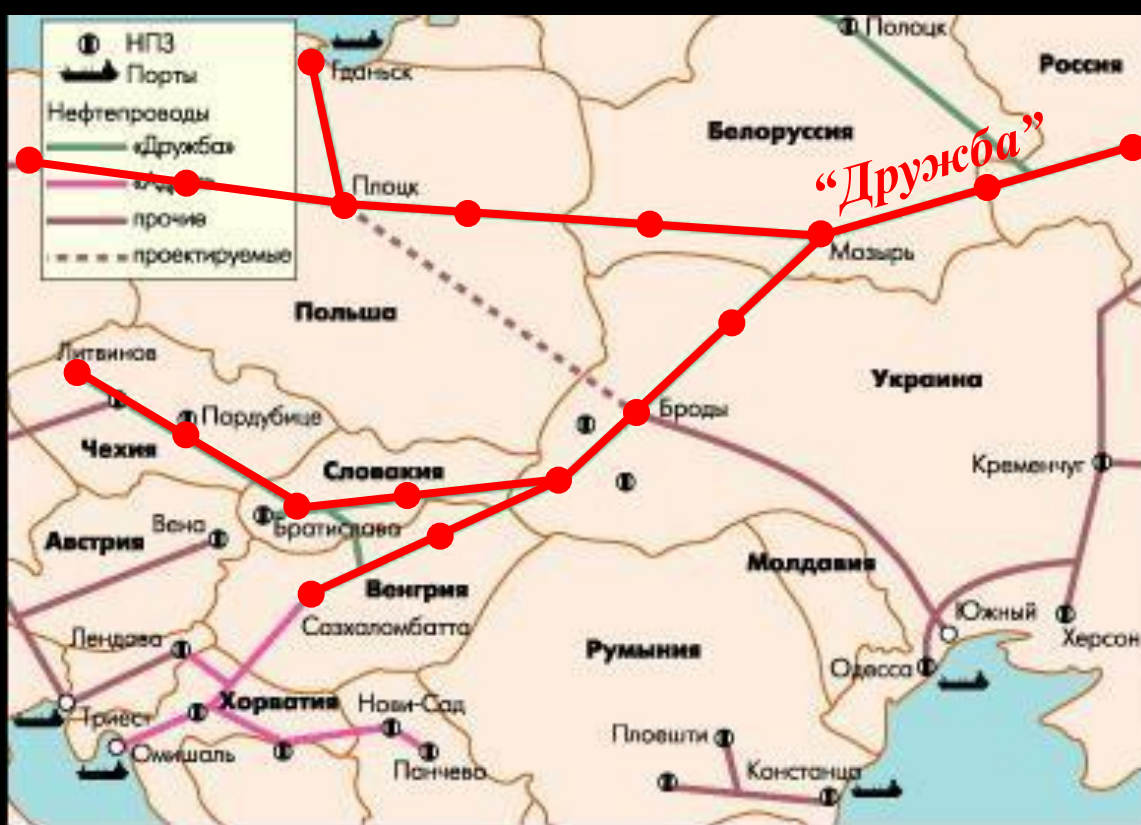 НПЗ
Порты
Нефтепроводы
«Дружба»
прочие
проектируемые
Гданьск
Полоцк
Россия
Белоруссия
“Дружба”
Плоцк
Мозырь
Польша
Литвинов
Украина
Пордубице
Броды
Чехия
Словакия
Кременчуг
Братислава
Вена
Австрия
Молдавия
Венгрия
Южный
Сазхаломбатта
Херсон
Лендава
Румыния
Одесса
Хорватия
Нови-Сад
Триест
Омишаль
Плоешти
Панчево
Констанца